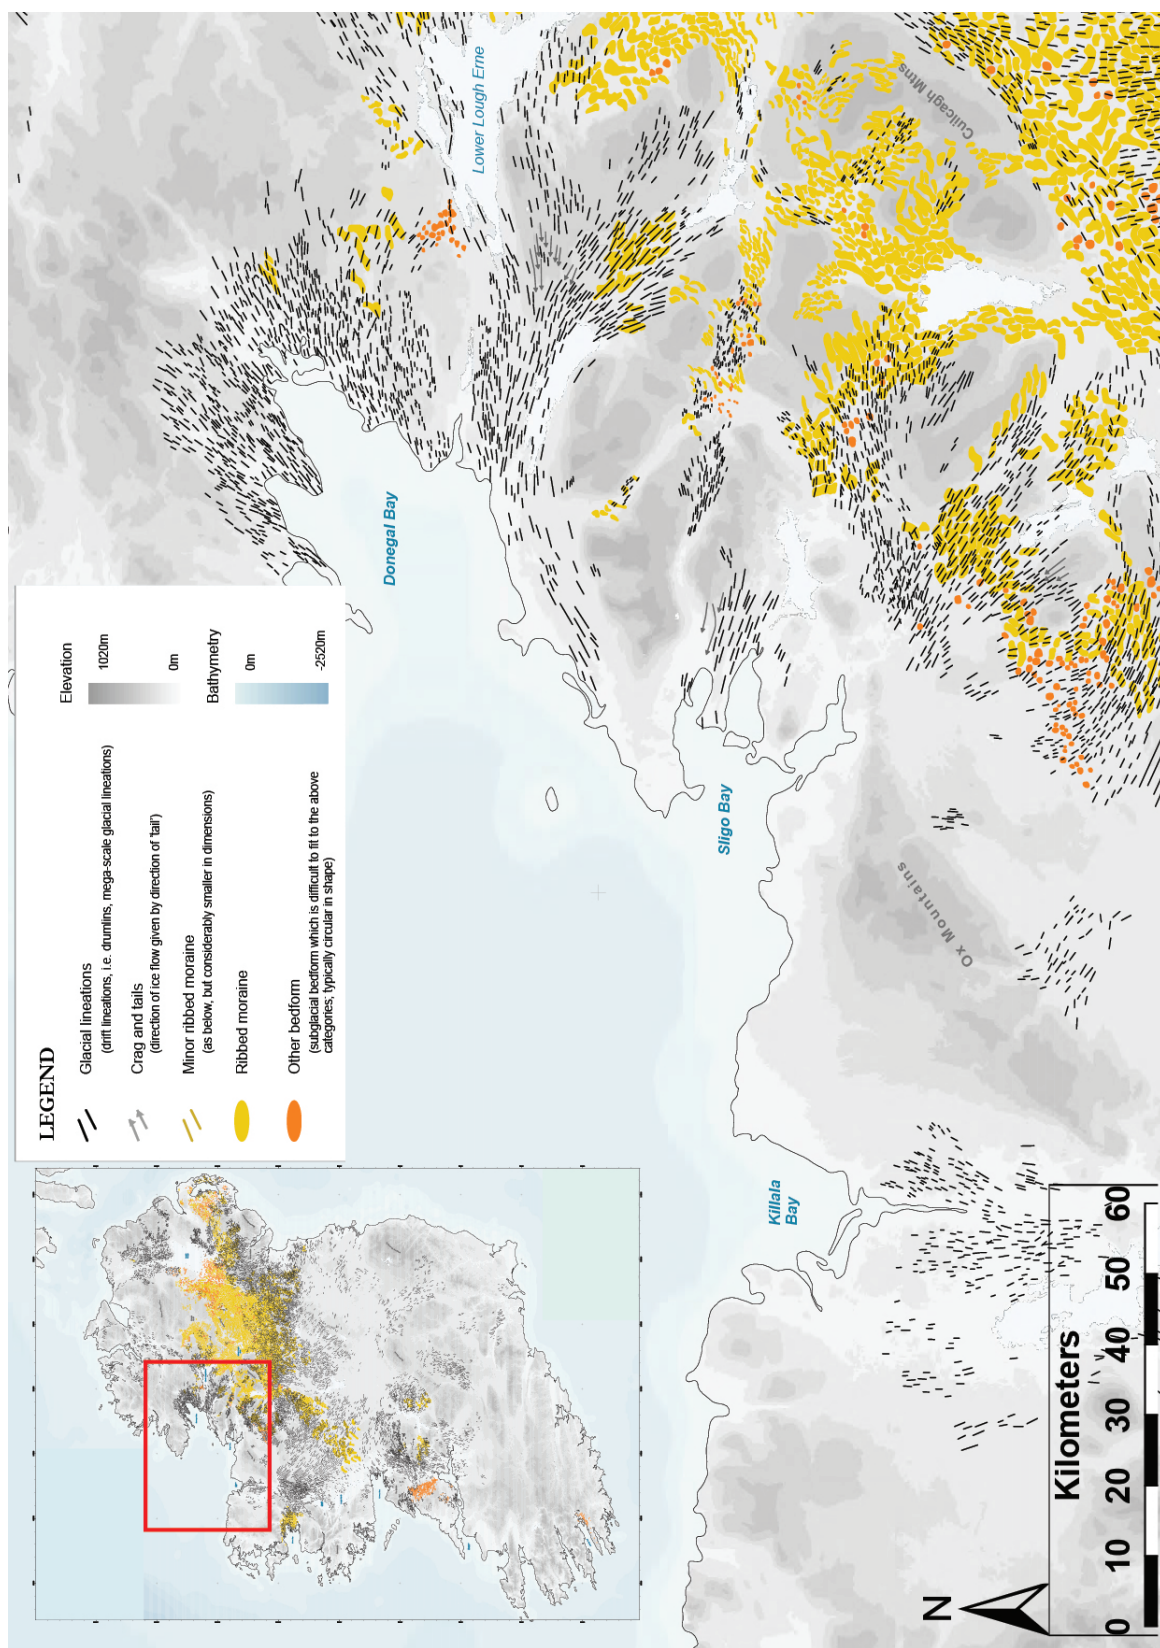 LEGEND
Glacial lineations
(drift lineations, i.e. drumlins, mega-scale glacial lineations)
Crag and tails
(direction of ice flow given by direction of 'tail')
Minor ribbed moraine
(as below, but considerably smaller in dimensions)
Ribbed moraine
Other bedform
(subglacial bedform which is difficult to fit to the above
categories; typically circular in shape)
Elevation
1020m
0m
Bathymetry
0m
-2520m
Lower Lough Erne
Cuilcagh Mtns
Donegal Bay
Sligo Bay
Ox Mountains
Killala
Bay
N
Kilometers
0 10 20 30 40 50 60